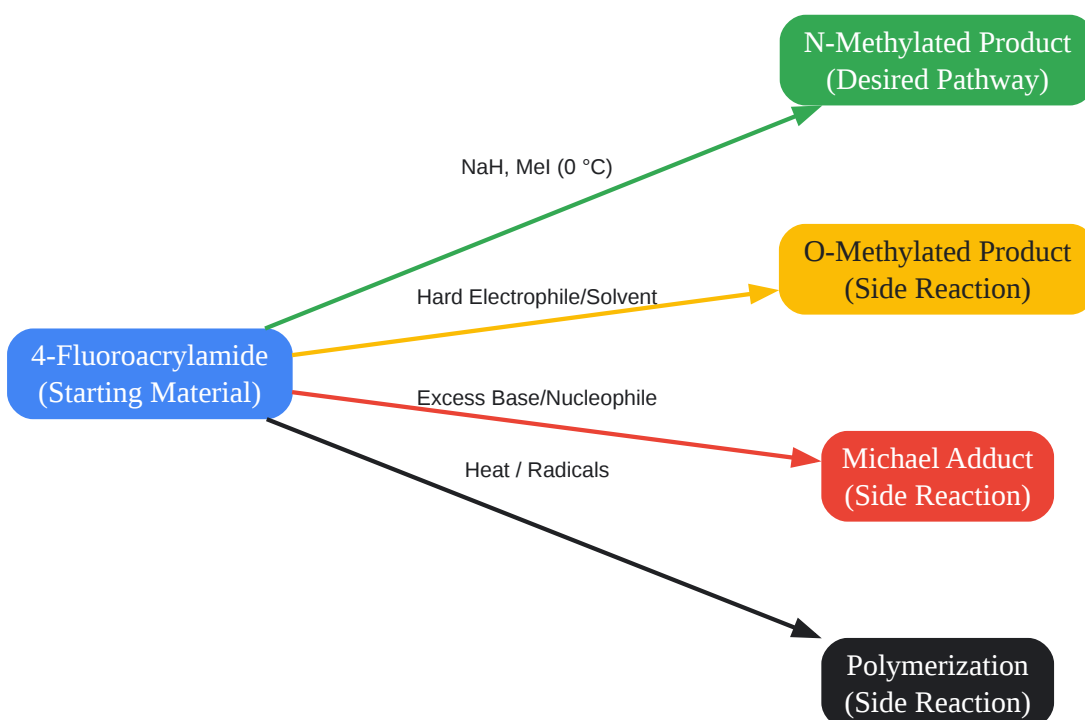 N-Methylated Product
(Desired Pathway)
NaH, MeI (0 °C)
O-Methylated Product
(Side Reaction)
Hard Electrophile/Solvent
4-Fluoroacrylamide
(Starting Material)
Excess Base/Nucleophile
Michael Adduct
(Side Reaction)
Heat / Radicals
Polymerization
(Side Reaction)